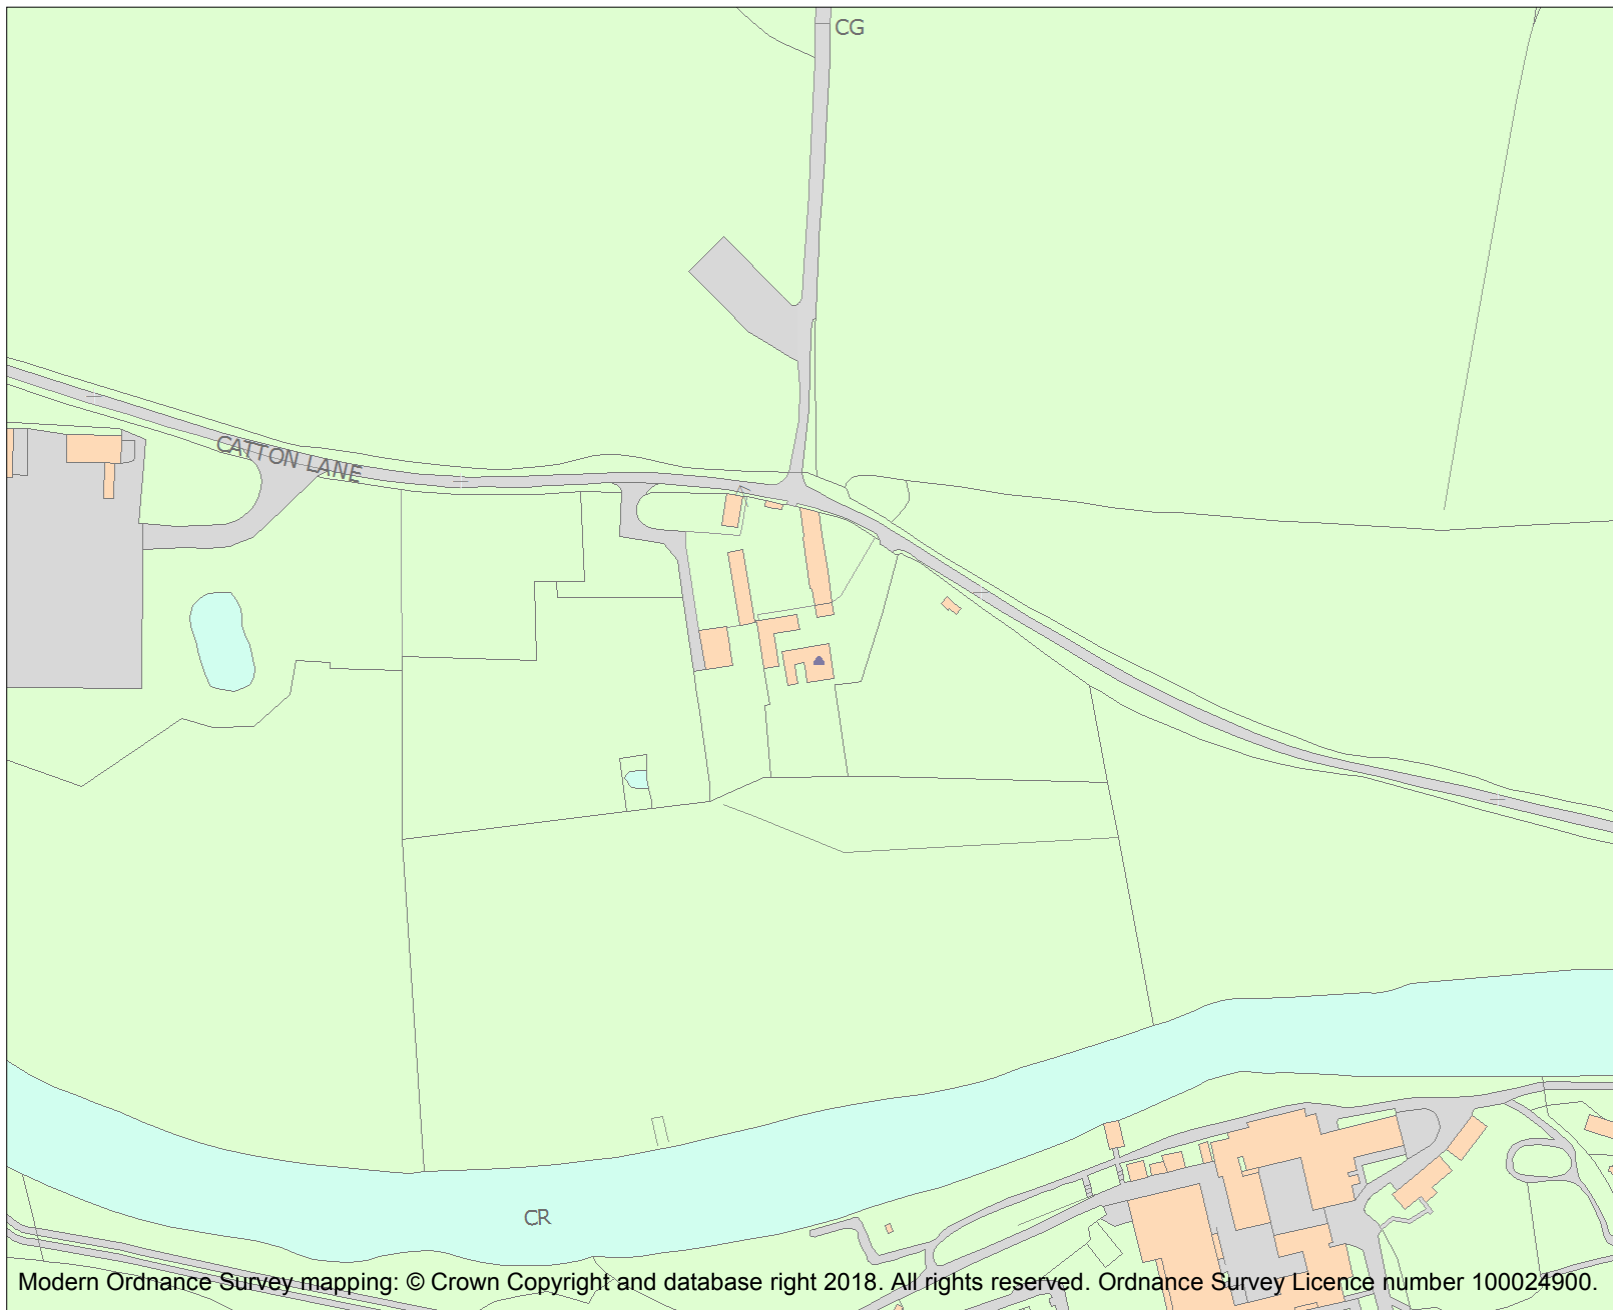 CG
CATTON LANE
CR
Modern Ordnance Survey mapping: © Crown Copyright and database right 2018. All rights reserved. Ordnance Survey Licence number 100024900.